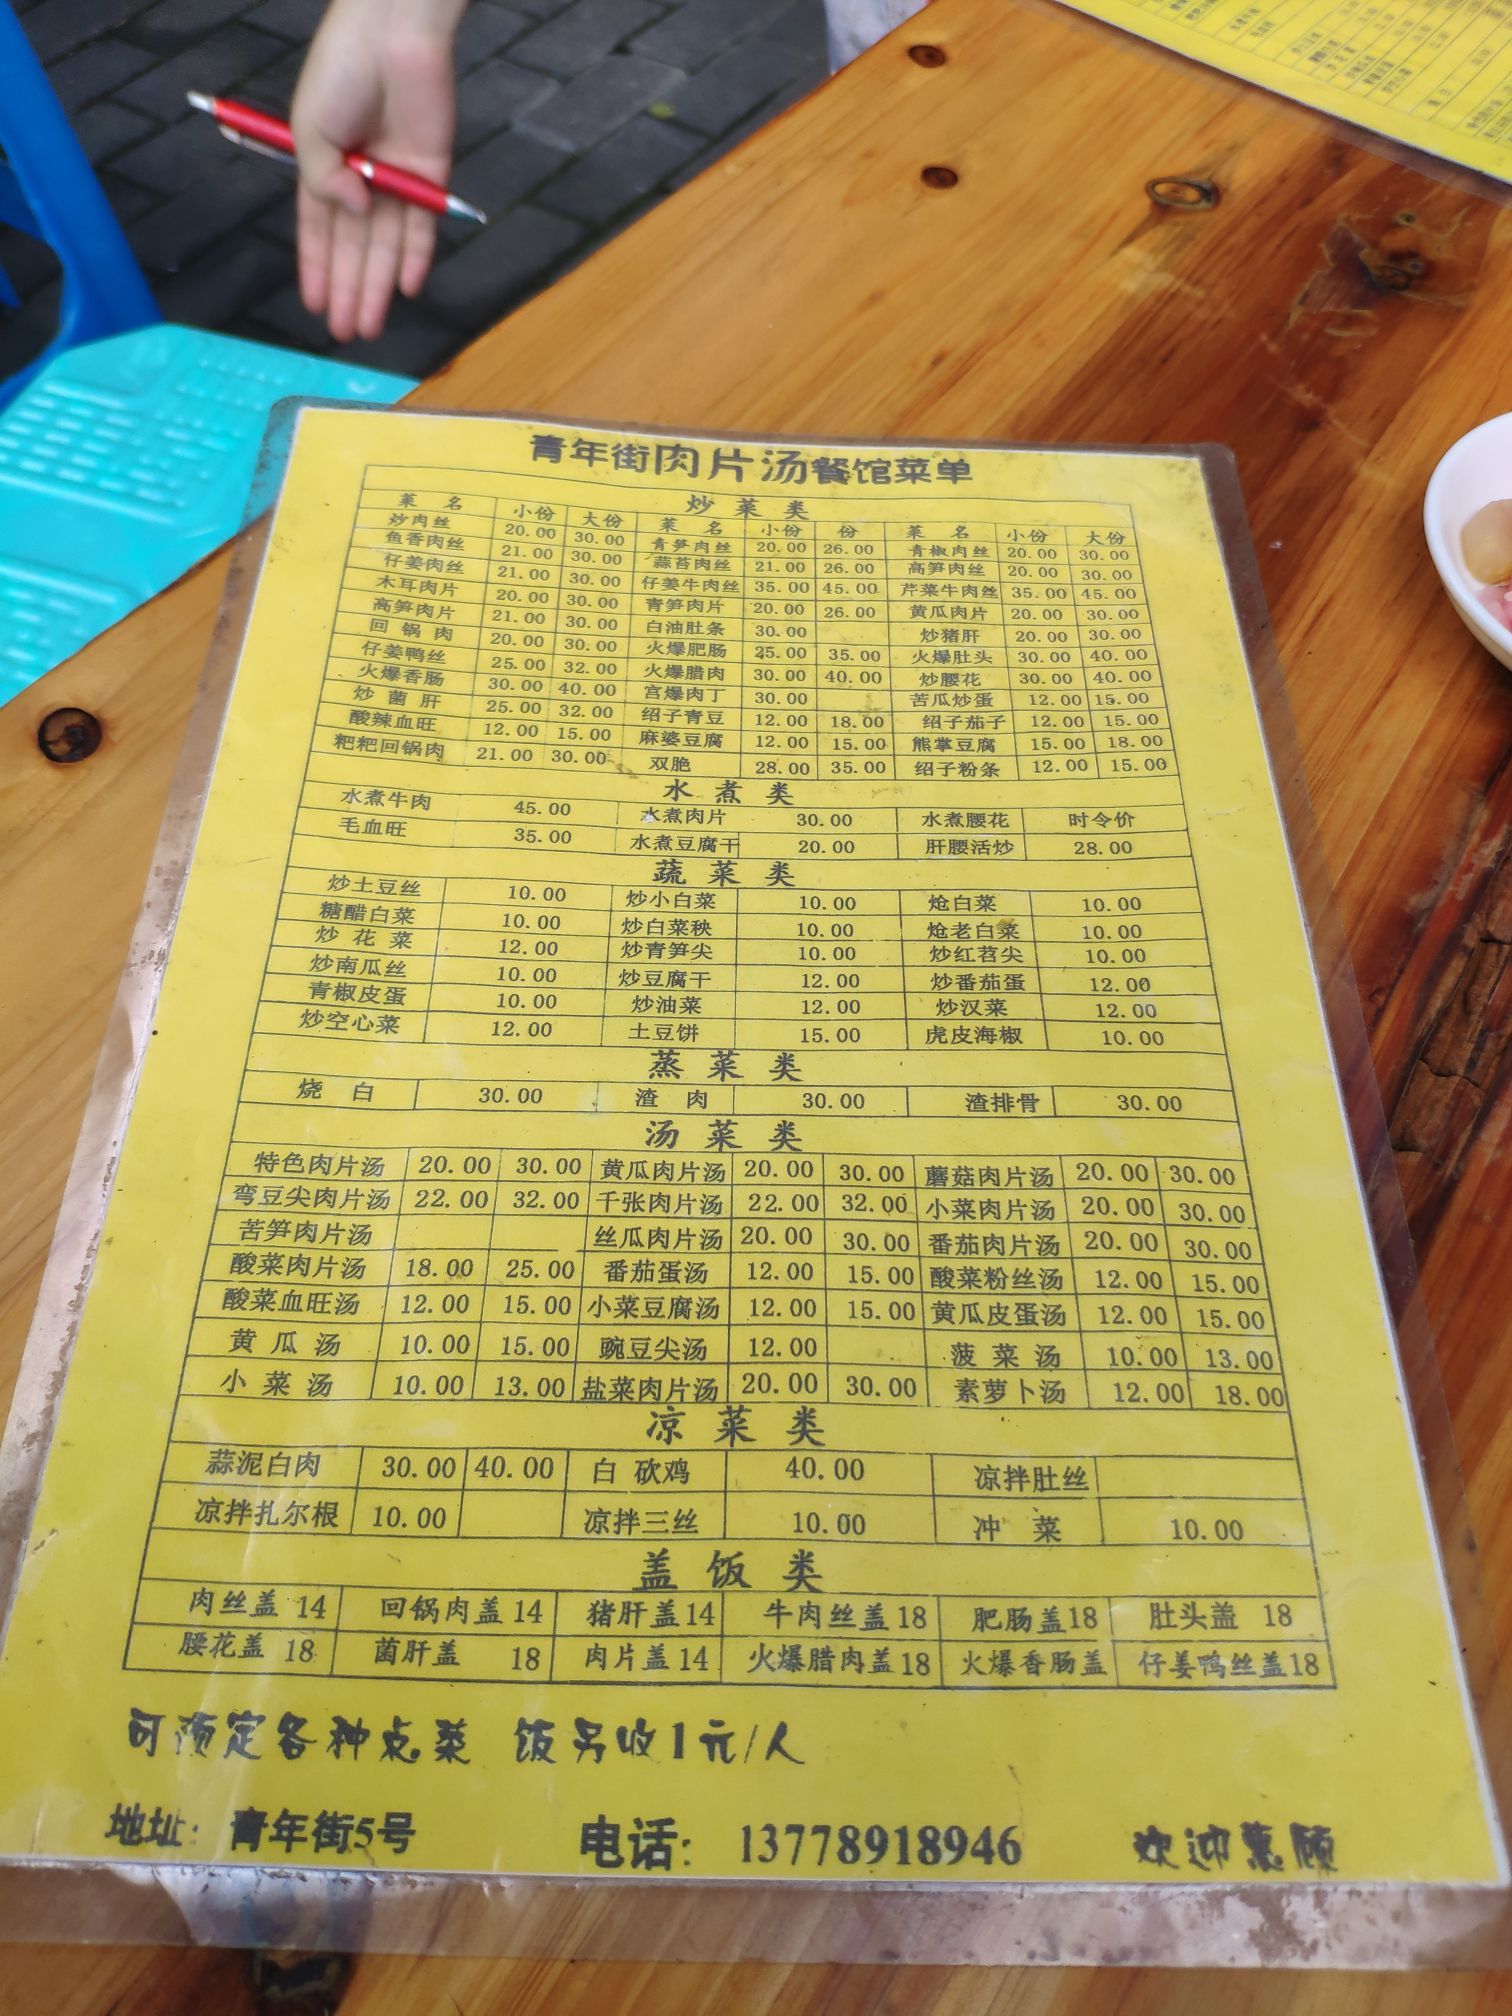 青年街肉片汤餐馆菜单
炒菜类
菜名 小份 大份 菜名 小份 份 菜名 小份 大份
炒肉丝 20.00 30.00 青笋肉丝 20.00 26.00 青椒肉丝 20.00 30.00
鱼香肉丝 21.00 30.00 蒜苔肉丝 21.00 26.00 高笋肉丝 20.00 30.00
仔姜肉丝 21.00 30.00 仔姜牛肉丝 35.00 45.00 芹菜牛肉丝 35.00 45.00
木耳肉片 20.00 30.00 青笋肉片 20.00 26.00 黄瓜肉片 20.00 30.00
高笋肉片 21.00 30.00 白油肚条 30.00 炒猪肝 20.00 30.00
回锅肉 20.00 30.00 火爆肥肠 25.00 35.00 火爆肚头 30.00 40.00
仔姜鸭丝 25.00 32.00 火爆腊肉 30.00 40.00 炒腰花 30.00 40.00
火爆香肠 30.00 40.00 宫爆肉丁 30.00 苦瓜炒蛋 12.00 15.00
炒菌肝 25.00 32.00 绍子青豆 12.00 18.00 绍子茄子 12.00 15.00
酸辣血旺 12.00 15.00 麻婆豆腐 12.00 15.00 熊掌豆腐 15.00 18.00
粑粑回锅肉 21.00 30.00 双脆 28.00 35.00 绍子粉条 12.00 15.00
水煮类
水煮牛肉 45.00 水煮肉片 30.00 水煮腰花 时令价
毛血旺 35.00 水煮豆腐干 20.00 肝腰活炒 28.00
蔬菜类
炒土豆丝 10.00 炒小白菜 10.00 炝白菜 10.00
糖醋白菜 10.00 炒白菜秧 10.00 炝老白菜 10.00
炒花菜 12.00 炒青笋尖 10.00 炒红苕尖 10.00
炒南瓜丝 10.00 炒豆腐干 12.00 炒番茄蛋 12.00
青椒皮蛋 10.00 炒油菜 12.00 炒汉菜 12.00
炒空心菜 12.00 土豆饼 15.00 虎皮海椒 10.00
蒸菜类
烧白 30.00 渣肉 30.00 渣排骨 30.00
汤菜类
特色肉片汤 20.00 30.00 黄瓜肉片汤 20.00 30.00 蘑菇肉片汤 20.00 30.00
弯豆尖肉片汤 22.00 32.00 千张肉片汤 22.00 32.00 小菜肉片汤 20.00 30.00
苦笋肉片汤 丝瓜肉片汤 20.00 30.00 番茄肉片汤 20.00 30.00
酸菜肉片汤 18.00 25.00 番茄蛋汤 12.00 15.00 酸菜粉丝汤 12.00 15.00
酸菜血旺汤 12.00 15.00 小菜豆腐汤 12.00 15.00 黄瓜皮蛋汤 12.00 15.00
黄瓜汤 10.00 15.00 豌豆尖汤 12.00 菠菜汤 10.00 13.00
小菜汤 10.00 13.00 盐菜肉片汤 20.00 30.00 素萝卜汤 12.00 18.00
凉菜类
蒜泥白肉 30.00 40.00 白砍鸡 40.00 凉拌肚丝
凉拌扎尔根 10.00 凉拌三丝 10.00 冲菜 10.00
盖饭类
肉丝盖 14 回锅肉盖 14 猪肝盖14 牛肉丝盖18 肥肠盖18 肚头盖 18
腰花盖 18 菌肝盖 18 肉片盖14 火爆腊肉盖18 火爆香肠盖 仔姜鸭丝盖18
可预定各种点菜 饭另收1元/人
地址：青年街5号 电话：13778918946 欢迎惠顾